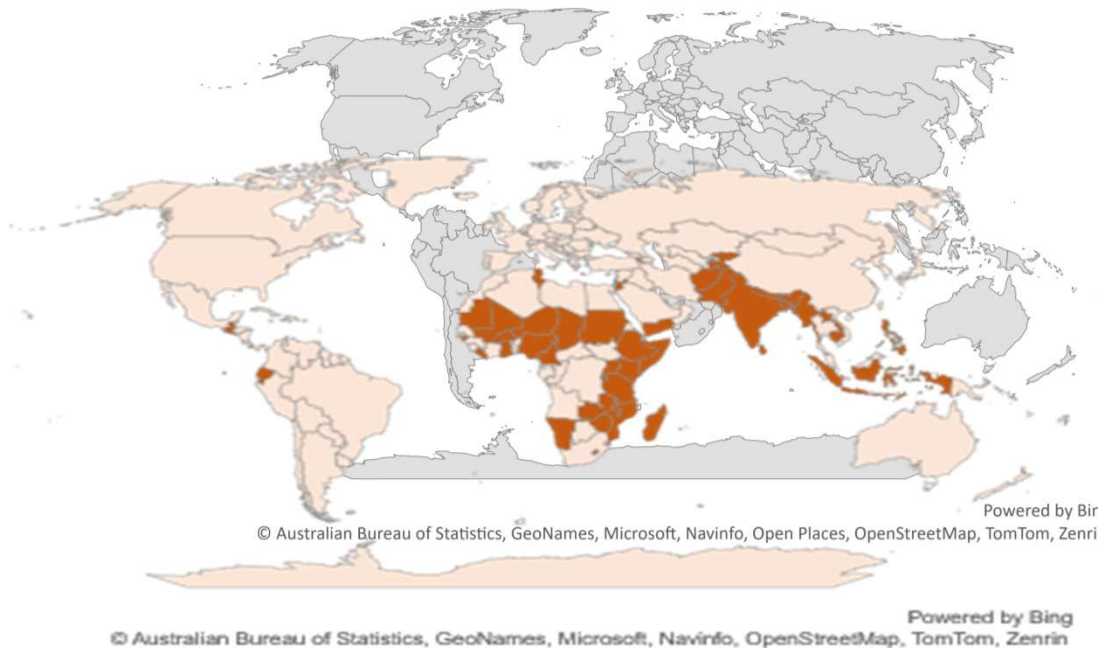 Powered by Bin
© Australian Bureau of Statistics, GeoNames, Microsoft, Navinfo, Open Places, OpenStreetMap, TomTom, Zenri
Powered by Bing
© Australian Bureau of Statistics, GeoNames, Microsoft, Navinfo, OpenStreetMap, TomTom, Zenrin